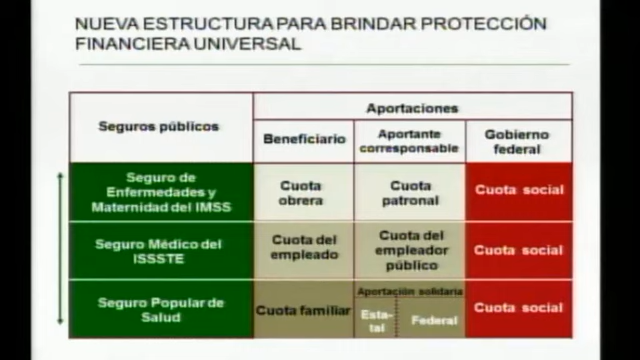 NUEVA ESTRUCTURA PARA BRINDAR PROTECCIÓN
FINANCIERA UNIVERSAL
Seguros públicos
Aportaciones
Beneficiario
Aportante
corresponsable
Gobierno
federal
Seguro de
Enfermedades y
Maternidad del IMSS
Cuota
obrera
Cuota
patronal
Cuota social
Seguro Médico del
ISSSTE
Cuota del
empleado
Cuota del
empleador
público
Cuota social
Seguro Popular de
Salud
Cuota familiar
Aportación solidaria
Esta-
tal
Federal
Cuota social